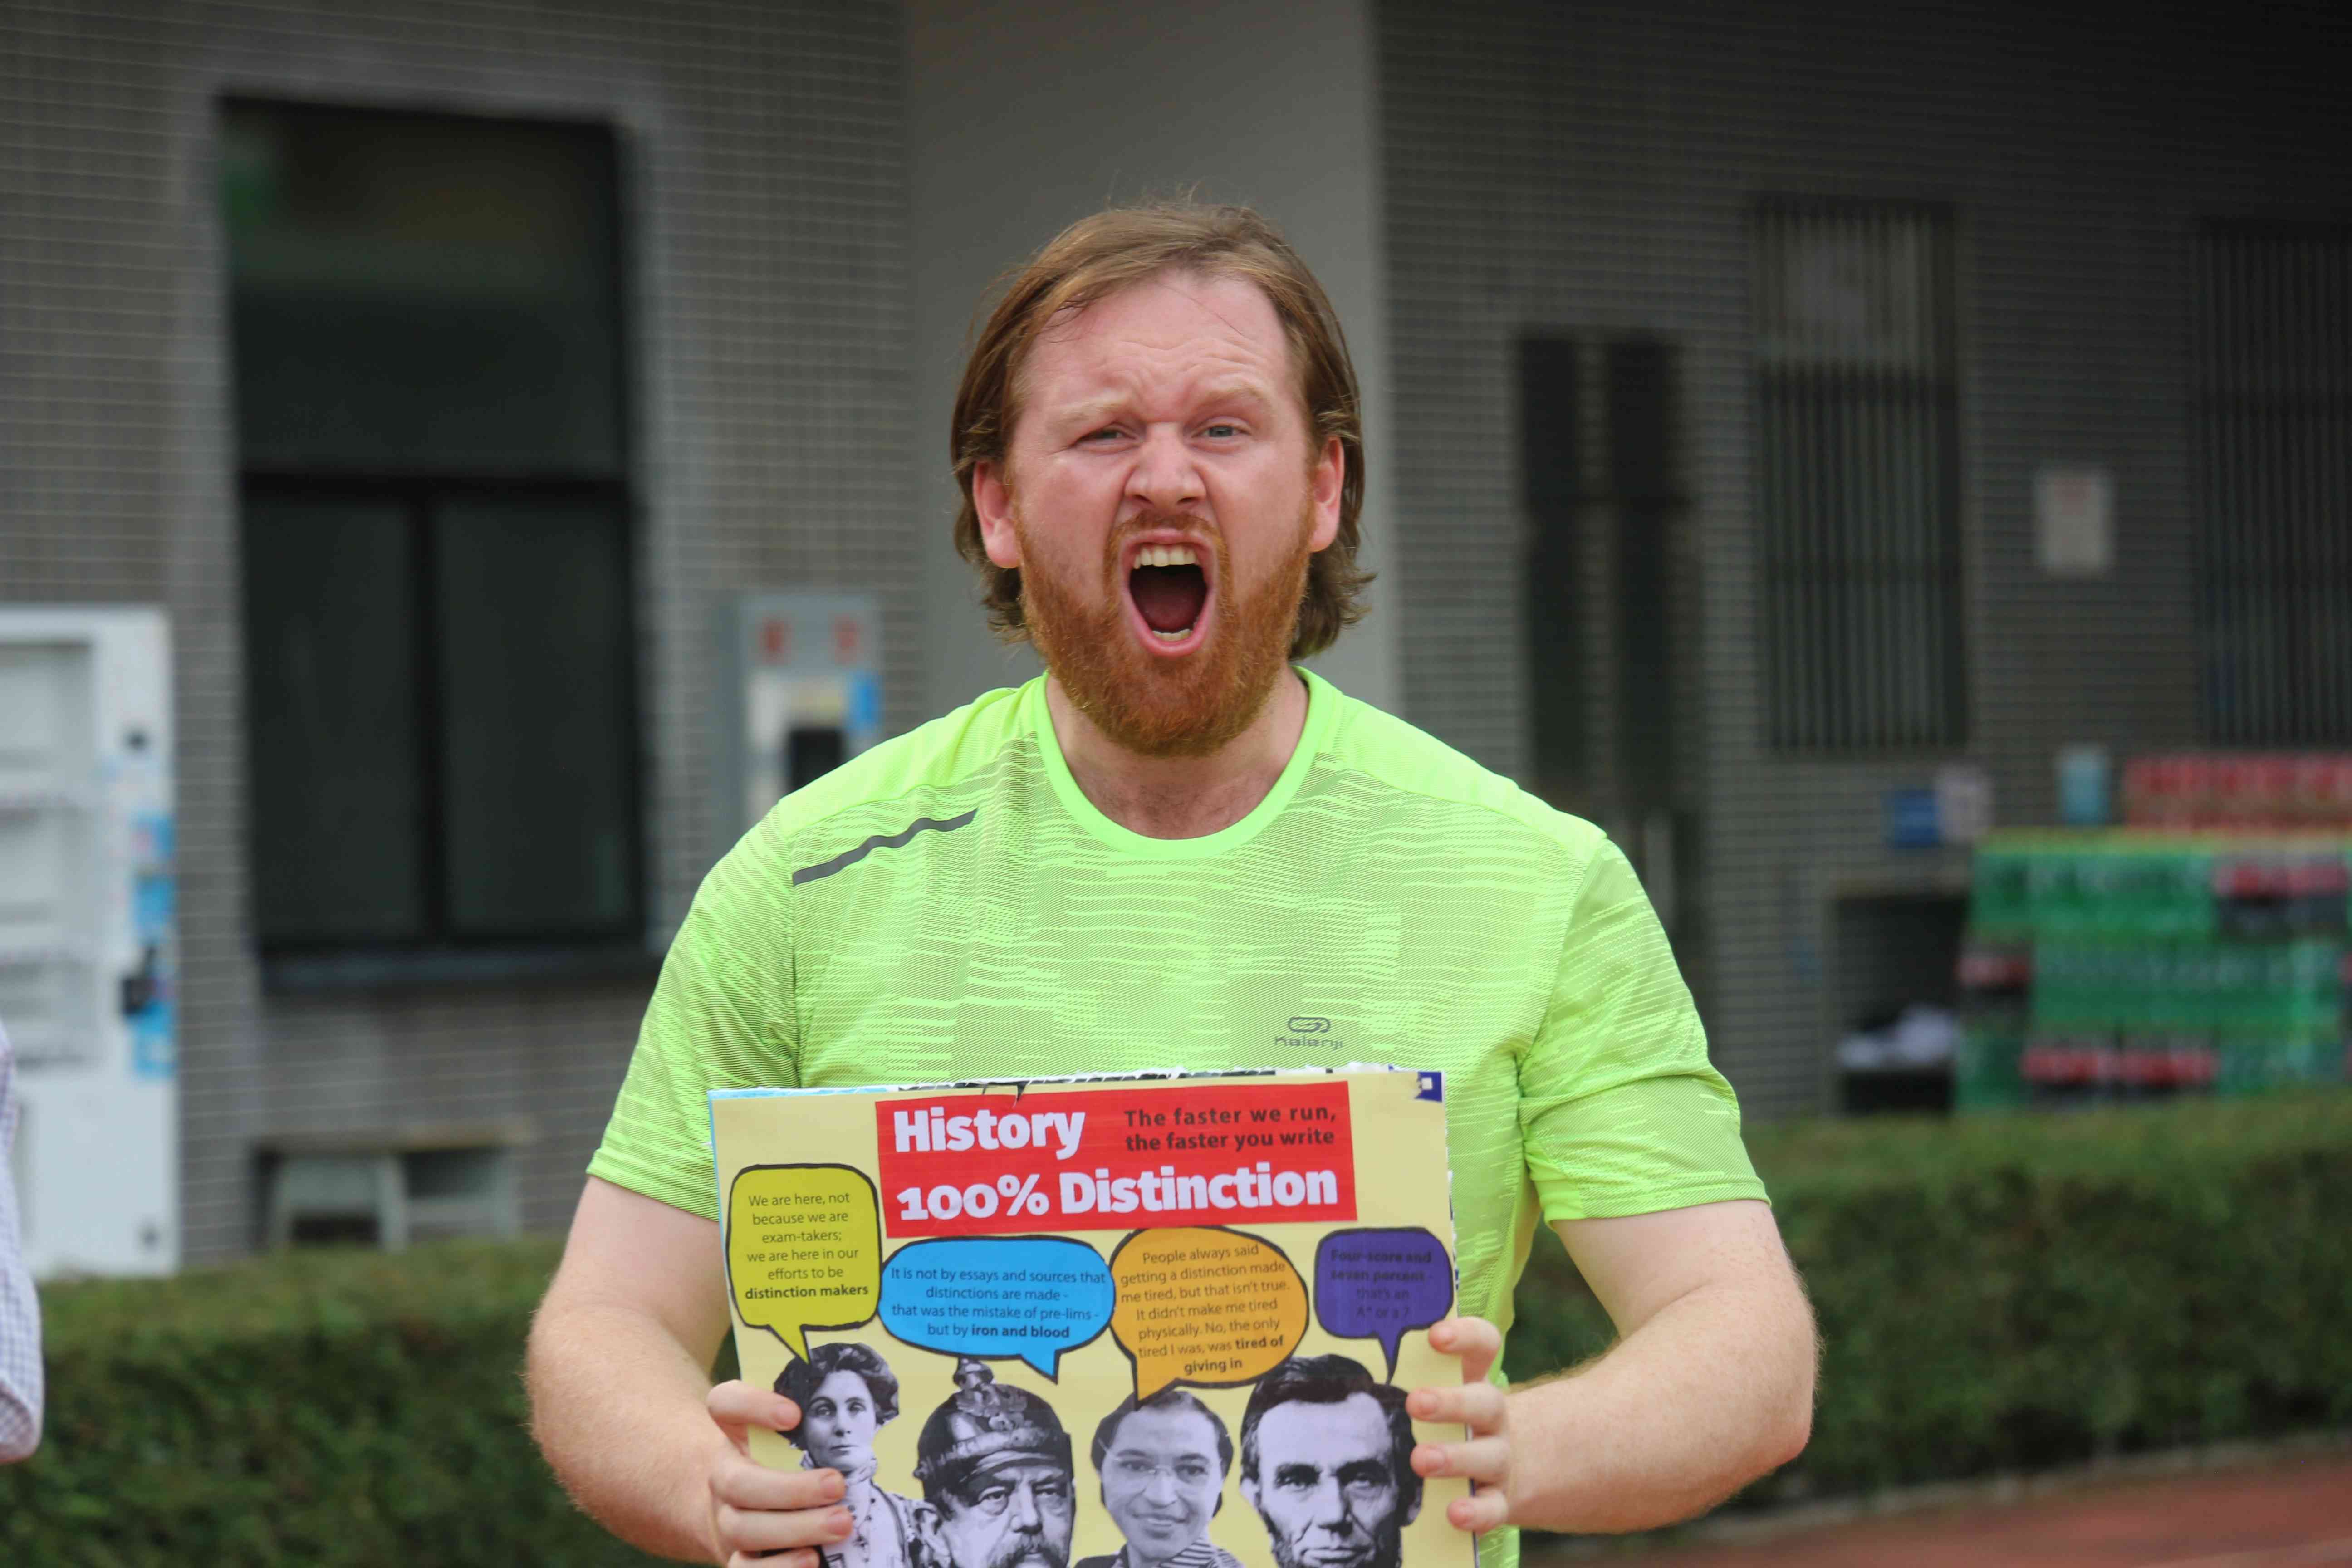 kalenji
History
The faster we run,
the faster you write
100% Distinction
We are here, not
because we are
exam-takers;
we are here in our
efforts to be
distinction makers
It is not by essays and sources that
distinctions are made -
that was the mistake of pre-lims -
but by iron and blood
People always said
getting a distinction made
me tired, but that isn't true.
It didn't make me tired
physically. No, the only
tired I was, was tired of
giving in
Four-score and
seven percent
that's an
A* or a 7